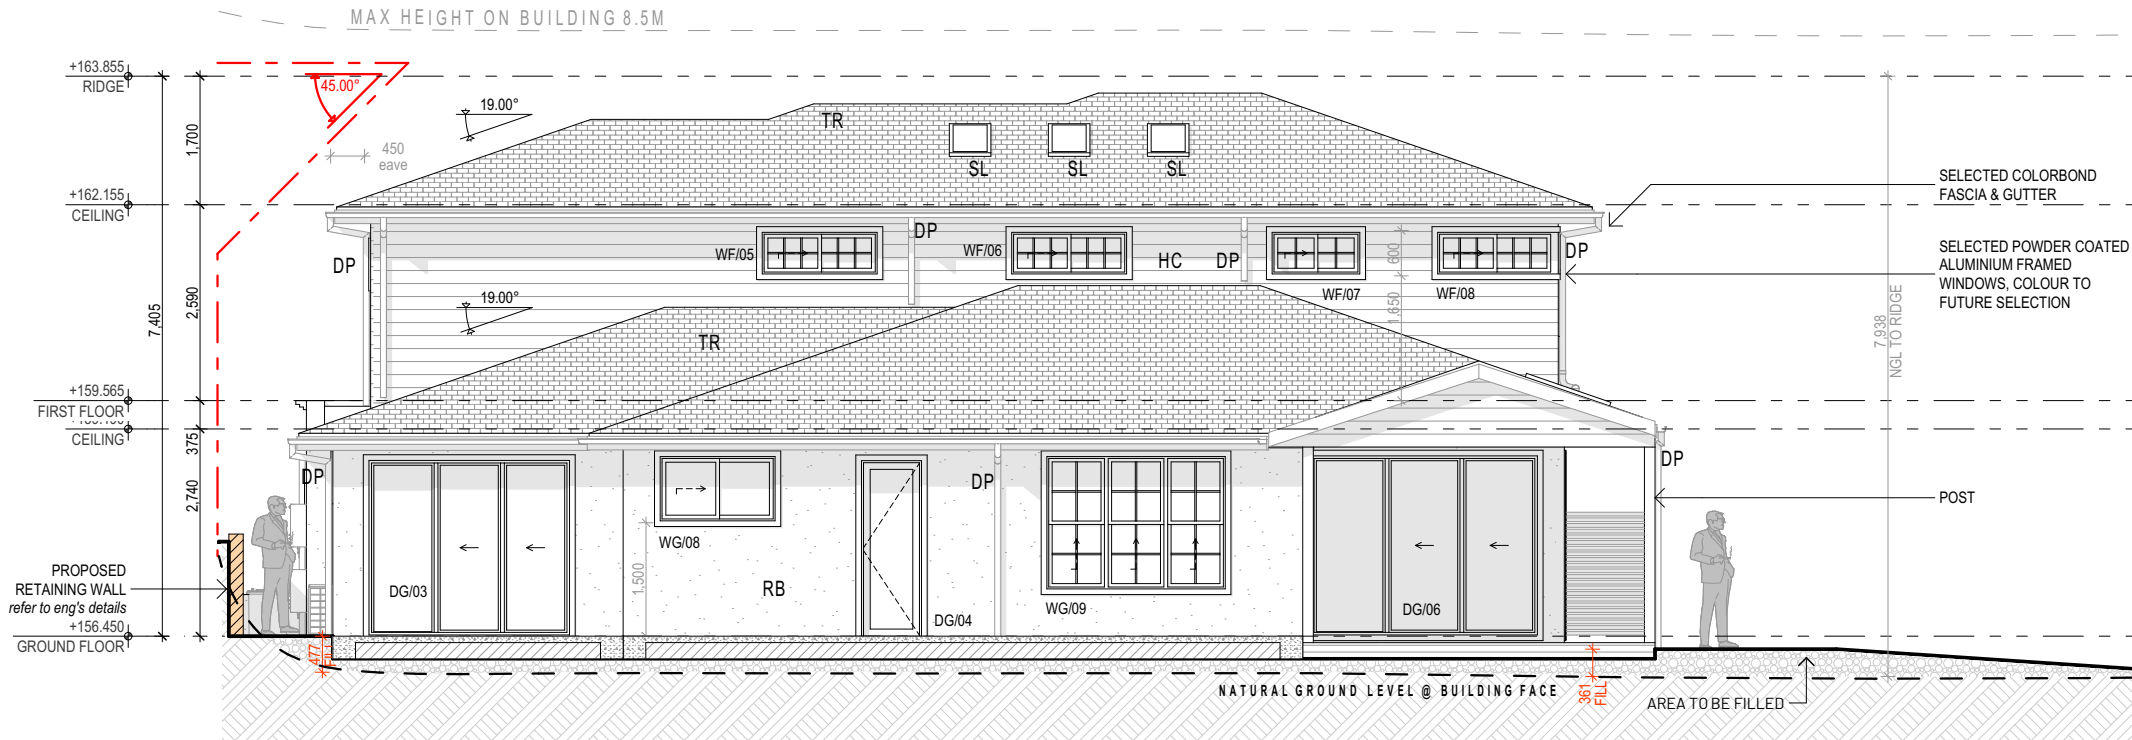 MAX HEIGHT ON BUILDING 8.5M
+163.855
RIDGE
45.00°
19.00°
450
eave
1,700
TR
SL
SL
SL
+162.155
CEILING
SELECTED COLORBOND
FASCIA & GUTTER
SELECTED POWDER COATED
ALUMINIUM FRAMED
WINDOWS, COLOUR TO
FUTURE SELECTION
DP
WF/05
DP
WF/06
HC
DP
WF/07
600
WF/08
DP
19.00°
2,590
7,405
1,650
7,938
NGL TO RIDGE
TR
+159.565
FIRST FLOOR
CEILING
375
2,740
DP
DP
DP
POST
WG/08
1,500
DG/03
RB
DG/04
WG/09
DG/06
PROPOSED
RETAINING WALL
refer to eng's details
+156.450
GROUND FLOOR
477
NATURAL GROUND LEVEL @ BUILDING FACE
361
FILL
AREA TO BE FILLED